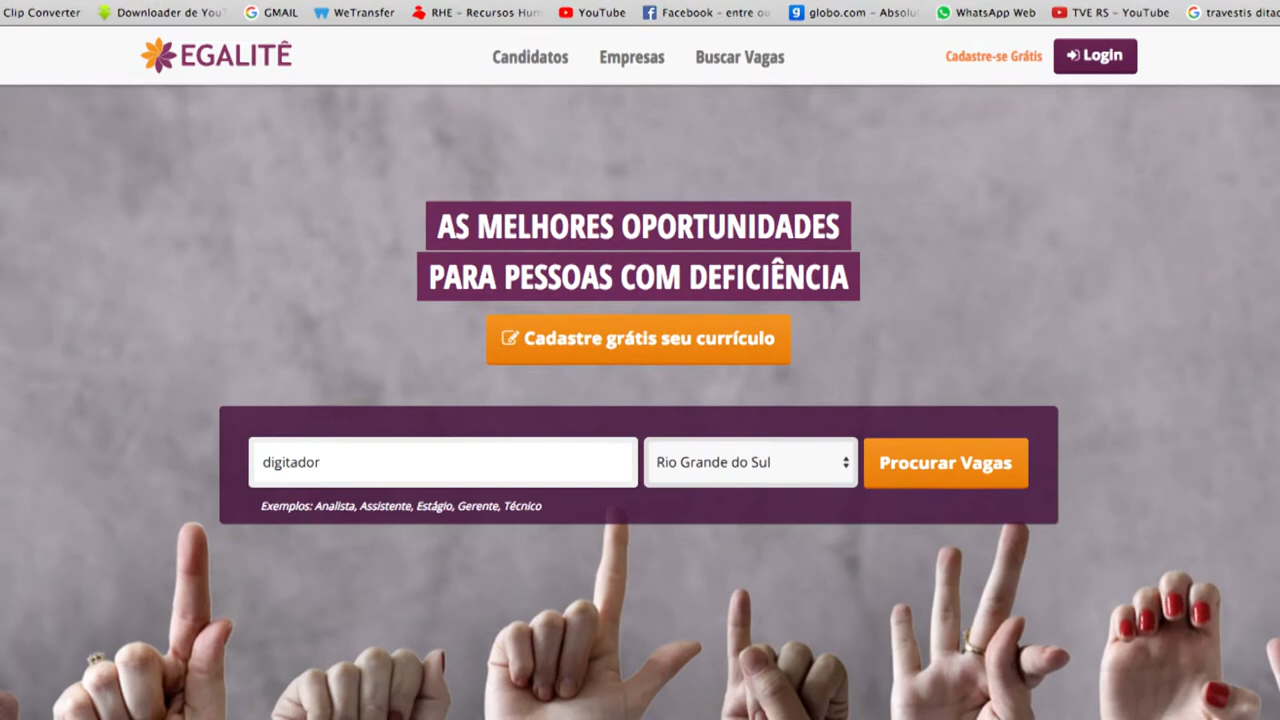 Clip Converter Downloader de You GMAIL WeTransfer RHE – Recursos Hum YouTube Facebook – entre ou globo.com – Absolu WhatsApp Web TVE RS – YouTube travestis ditad
EGALITÊ Candidatos Empresas Buscar Vagas Cadastre-se Grátis Login
AS MELHORES OPORTUNIDADES
PARA PESSOAS COM DEFICIÊNCIA
Cadastre grátis seu currículo
digitador Rio Grande do Sul Procurar Vagas
Exemplos: Analista, Assistente, Estágio, Gerente, Técnico